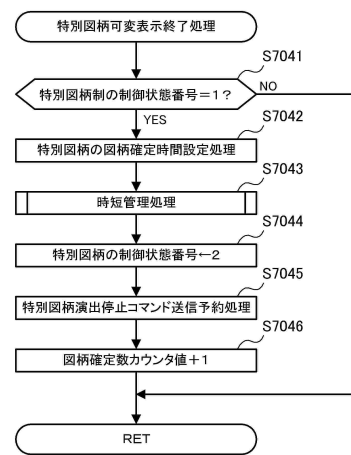 特別図柄可変表示終了処理
S7041
特別図柄制の制御状態番号=1?
NO
YES
S7042
特別図柄の図柄確定時間設定処理
S7043
時短管理処理
S7044
特別図柄の制御状態番号←2
S7045
特別図柄演出停止コマンド送信予約処理
S7046
図柄確定数カウンタ値+1
RET